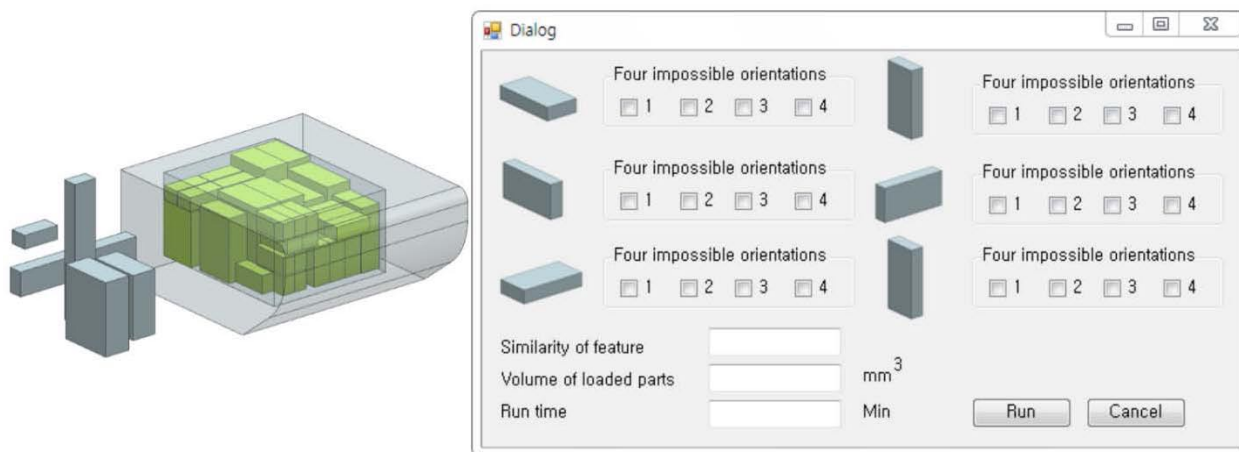 Dialog
Four impossible orientations
1 2 3 4
Four impossible orientations
1 2 3 4
Four impossible orientations
1 2 3 4
Four impossible orientations
1 2 3 4
Four impossible orientations
1 2 3 4
Four impossible orientations
1 2 3 4
Similarity of feature
Volume of loaded parts mm³
Run time Min
Run Cancel